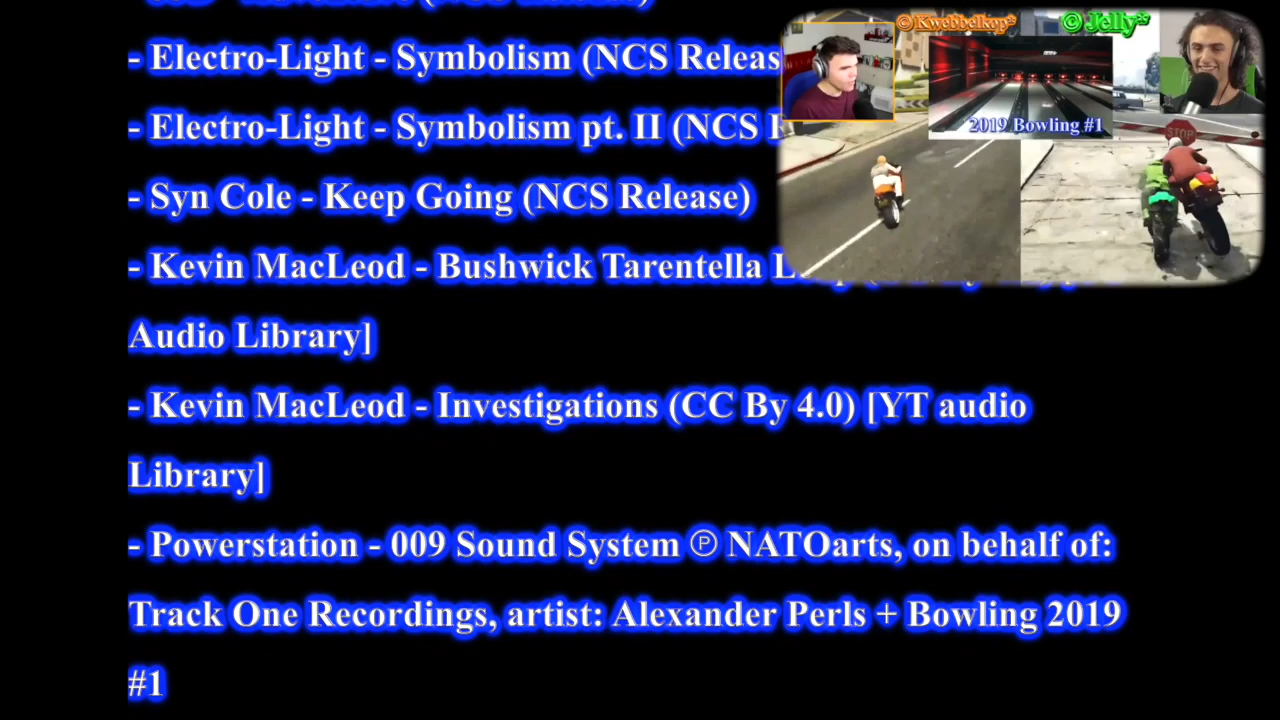 - Electro-Light - Symbolism (NCS Releas
- Electro-Light - Symbolism pt. II (NCS
- Syn Cole - Keep Going (NCS Release)
- Kevin MacLeod - Bushwick Tarentella
Audio Library]
- Kevin MacLeod - Investigations (CC By 4.0) [YT audio
Library]
- Powerstation - 009 Sound System ℗ NATOarts, on behalf of:
Track One Recordings, artist: Alexander Perls + Bowling 2019
#1
© Kwebbelkop*
© Jelly*
2019 Bowling #1
STOP